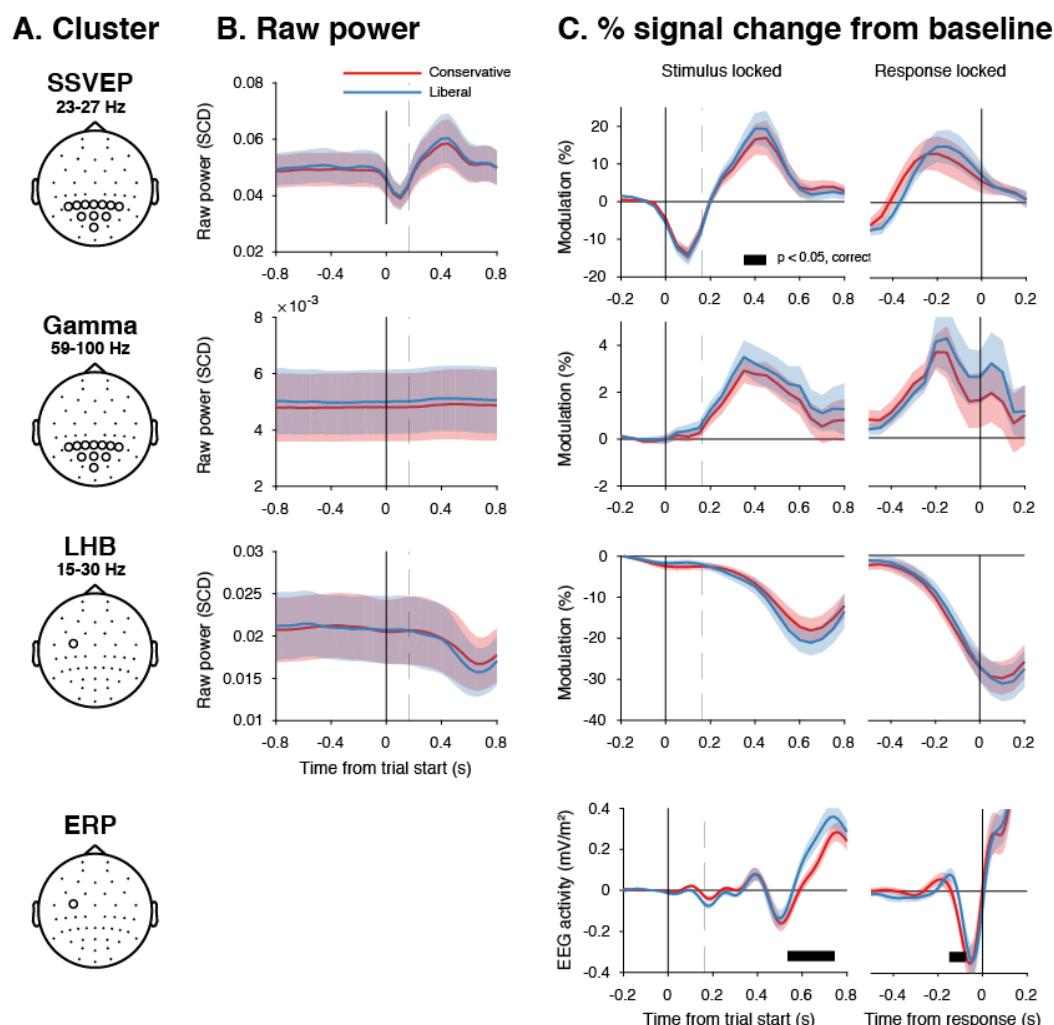 A. Cluster
B. Raw power
C. % signal change from baseline
SSVEP
23-27 Hz
Raw power (SCD)
0.08
0.06
0.04
0.02
-0.8 -0.4 0 0.4 0.8
Conservative
Liberal
Stimulus locked
Response locked
Modulation (%)
20
10
0
-10
-20
p < 0.05, correct
-0.2 0 0.2 0.4 0.6 0.8
-0.4 -0.2 0 0.2
Gamma
59-100 Hz
Raw power (SCD)
×10⁻³
8
6
4
2
-0.8 -0.4 0 0.4 0.8
Modulation (%)
4
2
0
-2
-0.2 0 0.2 0.4 0.6 0.8
-0.4 -0.2 0 0.2
LHB
15-30 Hz
Raw power (SCD)
0.03
0.025
0.02
0.015
0.01
-0.8 -0.4 0 0.4 0.8
Time from trial start (s)
Modulation (%)
0
-10
-20
-30
-40
-0.2 0 0.2 0.4 0.6 0.8
-0.4 -0.2 0 0.2
ERP
EEG activity (mV/m²)
0.4
0.2
0
-0.2
-0.4
-0.2 0 0.2 0.4 0.6 0.8
Time from trial start (s)
-0.4 -0.2 0 0.2
Time from response (s)